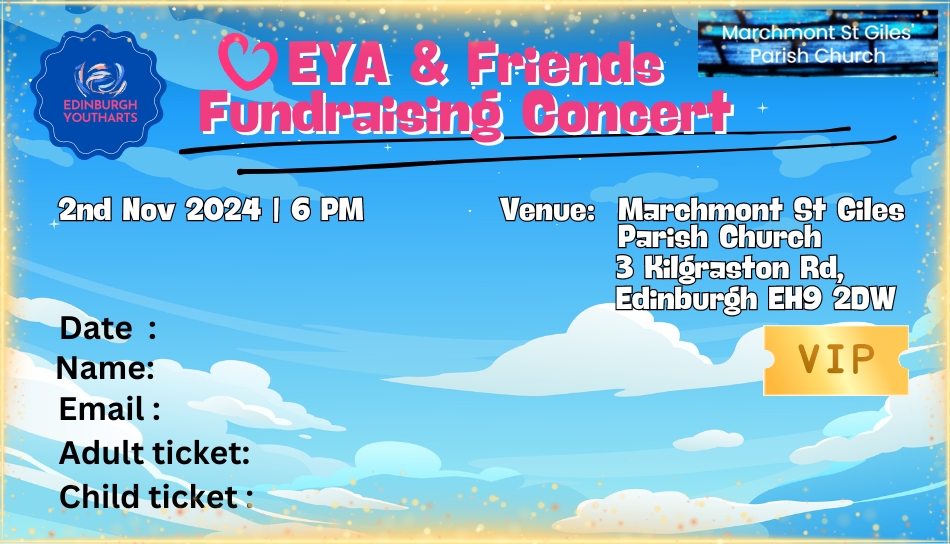 EDINBURGH
YOUTHARTS
EYA & Friends
Fundraising Concert
Marchmont St Giles'
Parish Church
2nd Nov 2024 | 6 PM
Venue: Marchmont St Giles
Parish Church
3 Kilgraston Rd,
Edinburgh EH9 2DW
VIP
Date :
Name:
Email :
Adult ticket:
Child ticket :